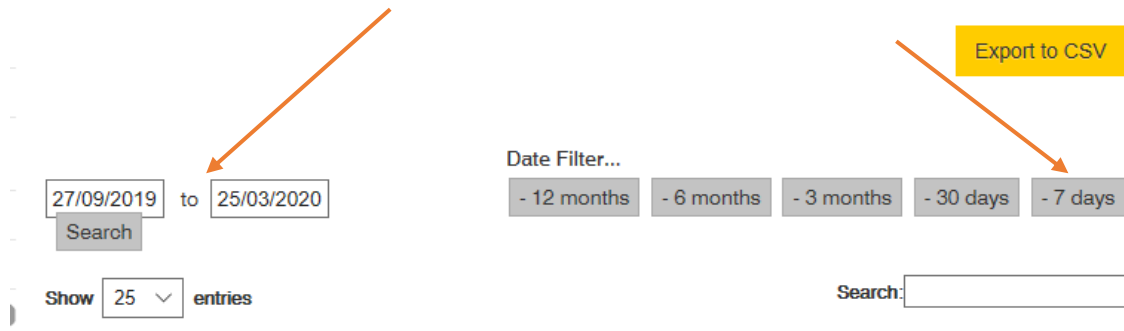 Export to CSV
Date Filter...
27/09/2019 to 25/03/2020
- 12 months - 6 months - 3 months - 30 days - 7 days
Search
Show 25 entries
Search: